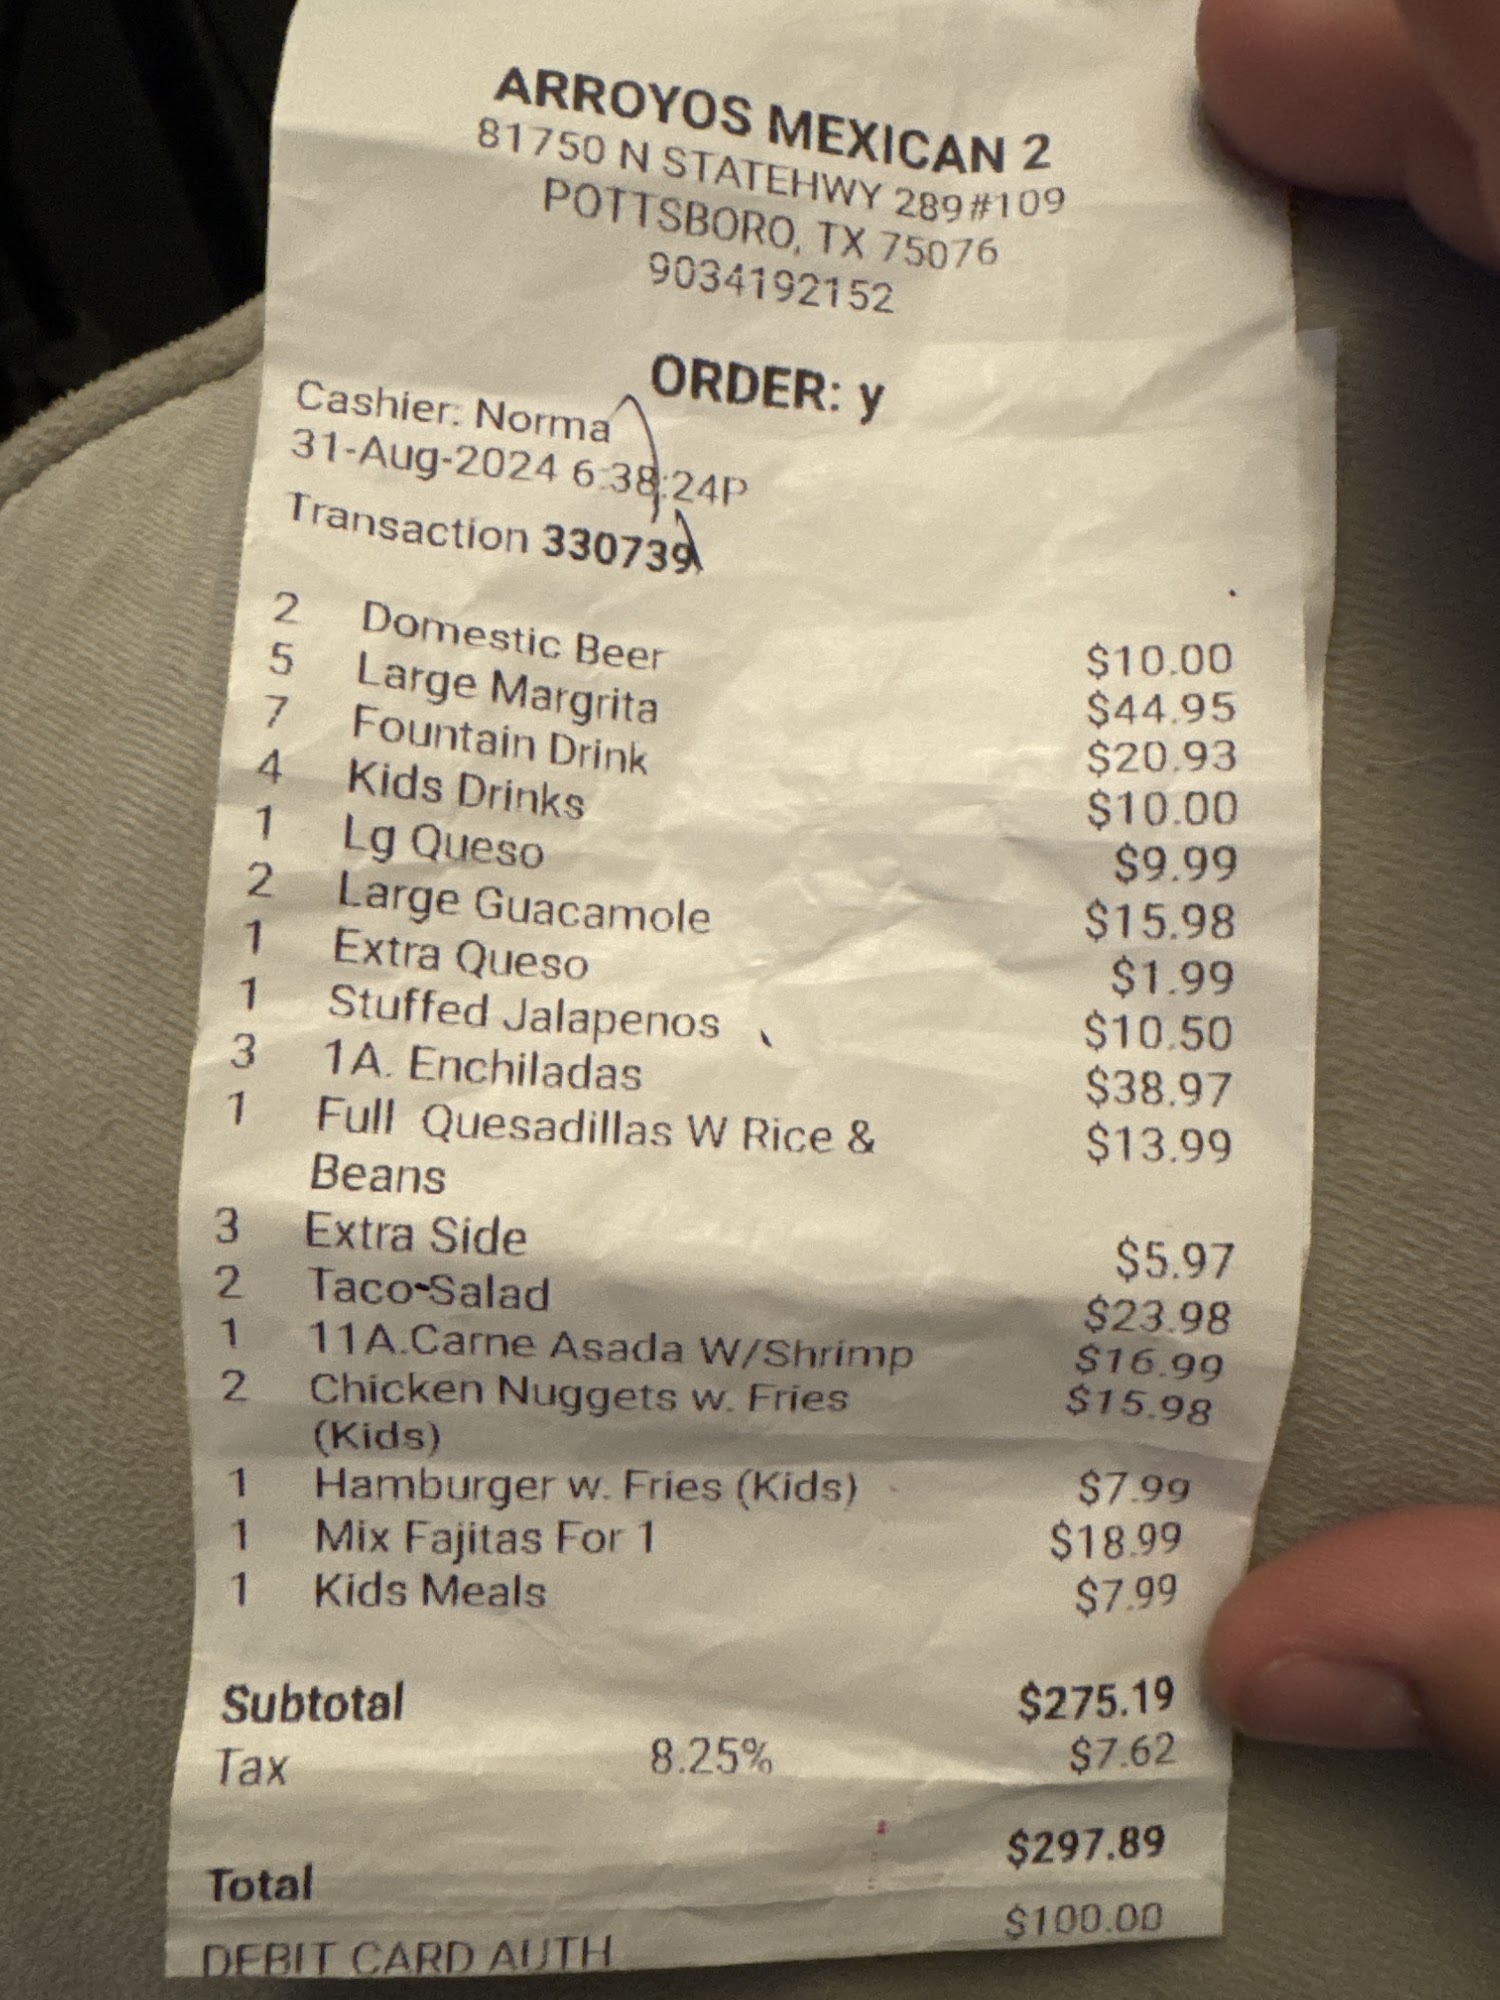 ARROYOS MEXICAN 2
81750 N STATEHWY 289#109
POTTSBORO, TX 75076
9034192152
ORDER: y
Cashier: Norma
31-Aug-2024 6:38:24P
Transaction 330739
2 Domestic Beer $10.00
5 Large Margrita $44.95
7 Fountain Drink $20.93
4 Kids Drinks $10.00
1 Lg Queso $9.99
2 Large Guacamole $15.98
1 Extra Queso $1.99
1 Stuffed Jalapenos $10.50
3 1A. Enchiladas $38.97
1 Full Quesadillas W Rice & $13.99
Beans
3 Extra Side $5.97
2 Taco-Salad $23.98
1 11A.Carne Asada W/Shrimp $16.99
2 Chicken Nuggets w. Fries $15.98
(Kids)
1 Hamburger w. Fries (Kids) $7.99
1 Mix Fajitas For 1 $18.99
1 Kids Meals $7.99
Subtotal $275.19
Tax 8.25% $7.62
Total $297.89
DEBIT CARD AUTH $100.00